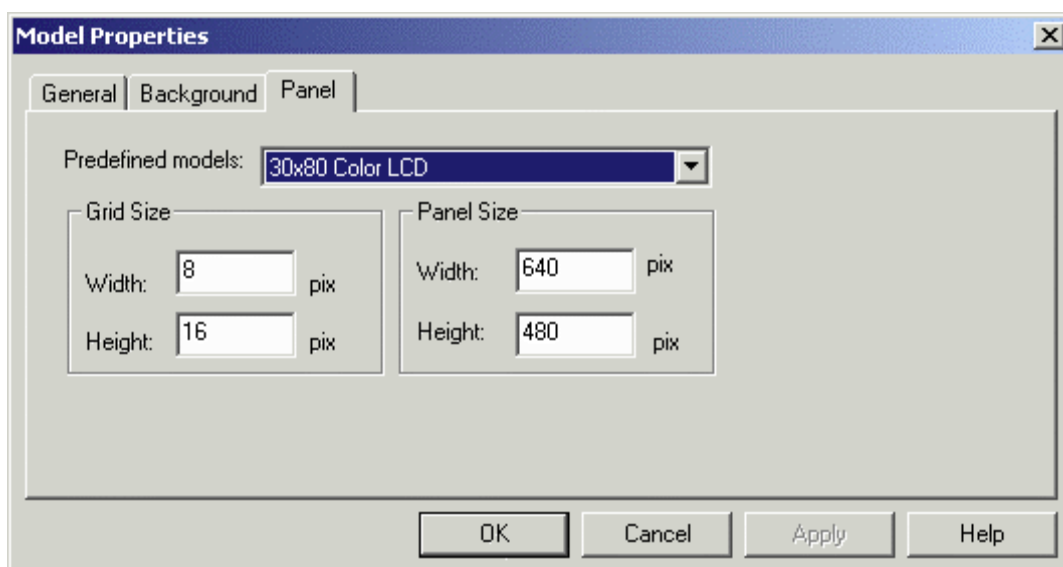 Model Properties
General Background Panel
Predefined models: 30x80 Color LCD
Grid Size
Width: 8 pix
Height: 16 pix
Panel Size
Width: 640 pix
Height: 480 pix
OK Cancel Apply Help